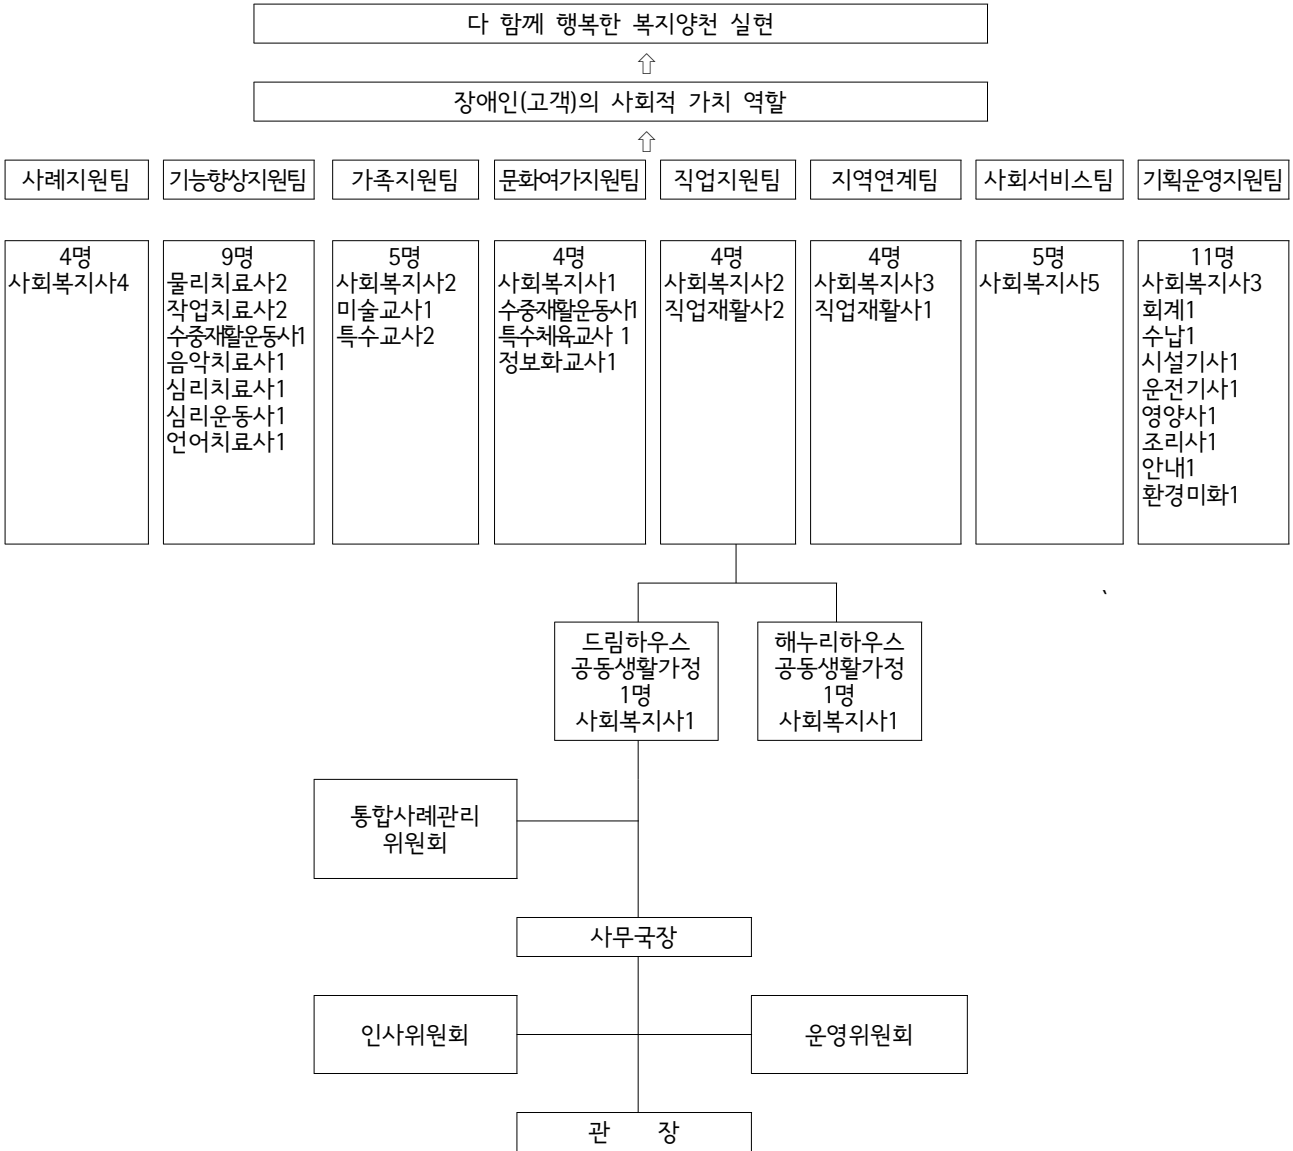 다 함께 행복한 복지양천 실현
⇧
장애인(고객)의 사회적 가치 역할
⇧
사례지원팀
기능향상지원팀
가족지원팀
문화여가지원팀
직업지원팀
지역연계팀
사회서비스팀
기획운영지원팀
4명
사회복지사4
9명
물리치료사2
작업치료사2
수중재활운동사1
음악치료사1
심리치료사1
심리운동사1
언어치료사1
5명
사회복지사2
미술교사1
특수교사2
4명
사회복지사1
수중재활운동사1
특수체육교사 1
정보화교사1
4명
사회복지사2
직업재활사2
4명
사회복지사3
직업재활사1
5명
사회복지사5
11명
사회복지사3
회계1
수납1
시설기사1
운전기사1
영양사1
조리사1
안내1
환경미화1
`
드림하우스
공동생활가정
1명
사회복지사1
해누리하우스
공동생활가정
1명
사회복지사1
통합사례관리
위원회
사무국장
인사위원회
운영위원회
관 장